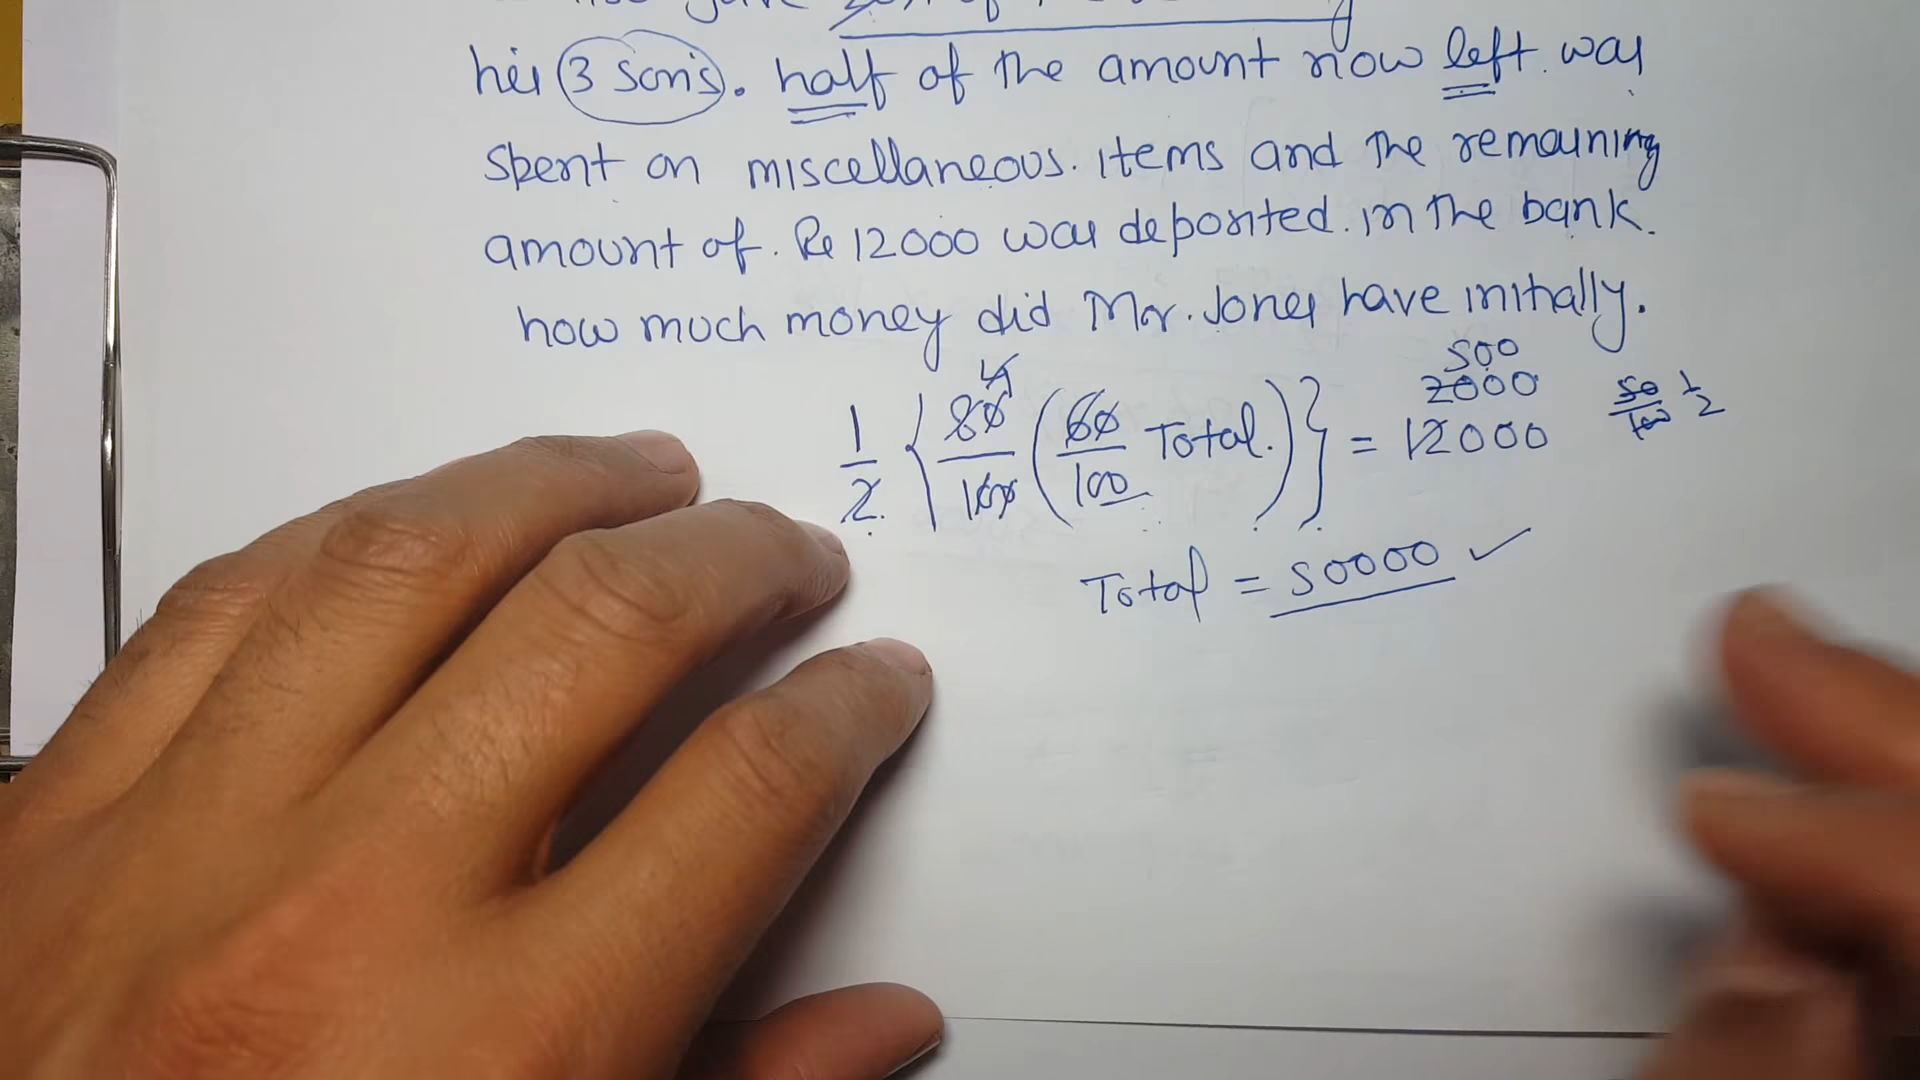 his 3 son's. half of the amount now left was
spent on miscellaneous. items and the remaining
amount of. Rs 12000 was deposited. in the bank.
how much money did Mr. Jones have initially.
1/2 { 80/100 ( 60/100 Total. ) } = 12000
4
500
2000
50/100 1/2
Total = 50000 ✓